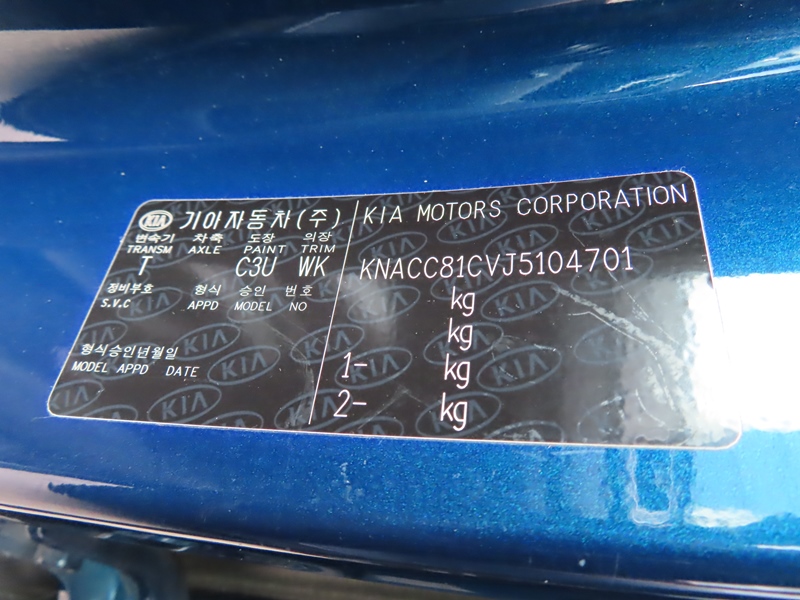 KIA 기아자동차(주)
변속기 차축 도장 의장
TRANSM AXLE PAINT TRIM
T C3U WK
정비부호 형식 승인 번호
S.V.C APPD MODEL NO
형식승인년월일
MODEL APPD DATE
KIA MOTORS CORPORATION
KNACC81CVJ5104701
kg
kg
1- kg
2- kg